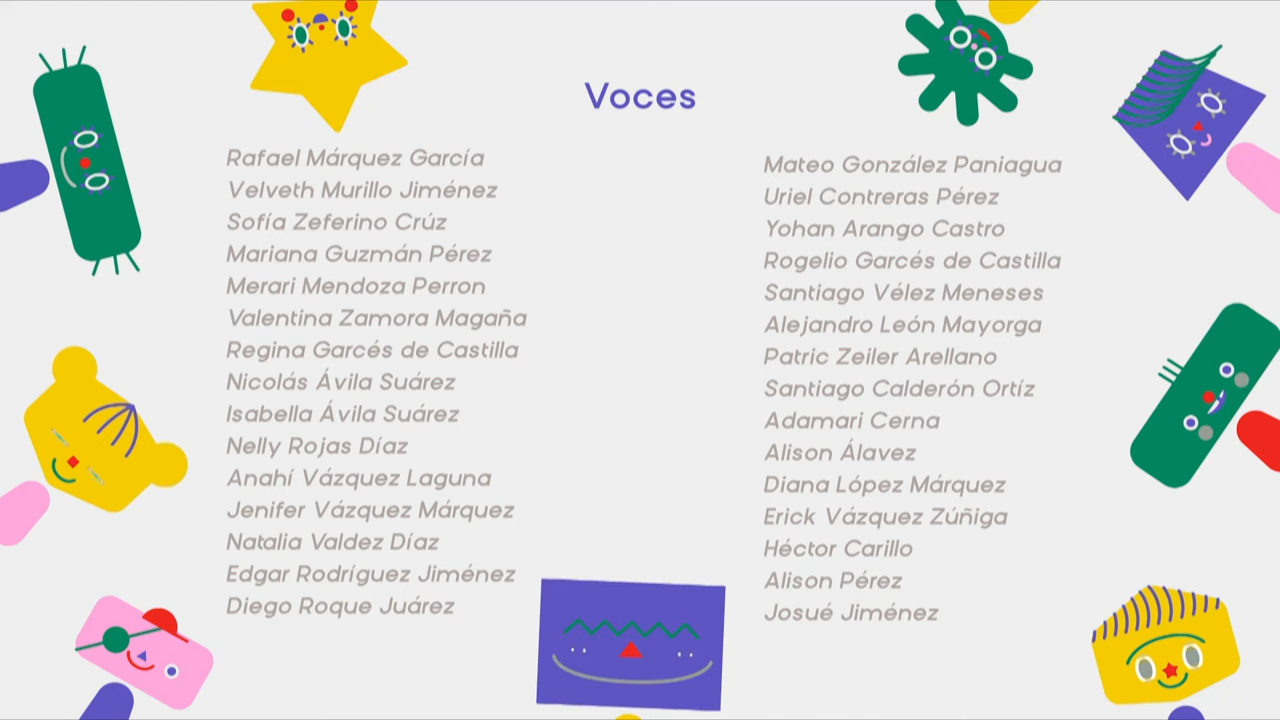 Voces
Rafael Márquez García
Velveth Murillo Jiménez
Sofía Zeferino Crúz
Mariana Guzmán Pérez
Merari Mendoza Perron
Valentina Zamora Magaña
Regina Garcés de Castilla
Nicolás Ávila Suárez
Isabella Ávila Suárez
Nelly Rojas Díaz
Anahí Vázquez Laguna
Jenifer Vázquez Márquez
Natalia Valdez Díaz
Edgar Rodríguez Jiménez
Diego Roque Juárez
Mateo González Paniagua
Uriel Contreras Pérez
Yohan Arango Castro
Rogelio Garcés de Castilla
Santiago Vélez Meneses
Alejandro León Mayorga
Patric Zeiler Arellano
Santiago Calderón Ortíz
Adamari Cerna
Alison Álavez
Diana López Márquez
Erick Vázquez Zúñiga
Héctor Carillo
Alison Pérez
Josué Jiménez